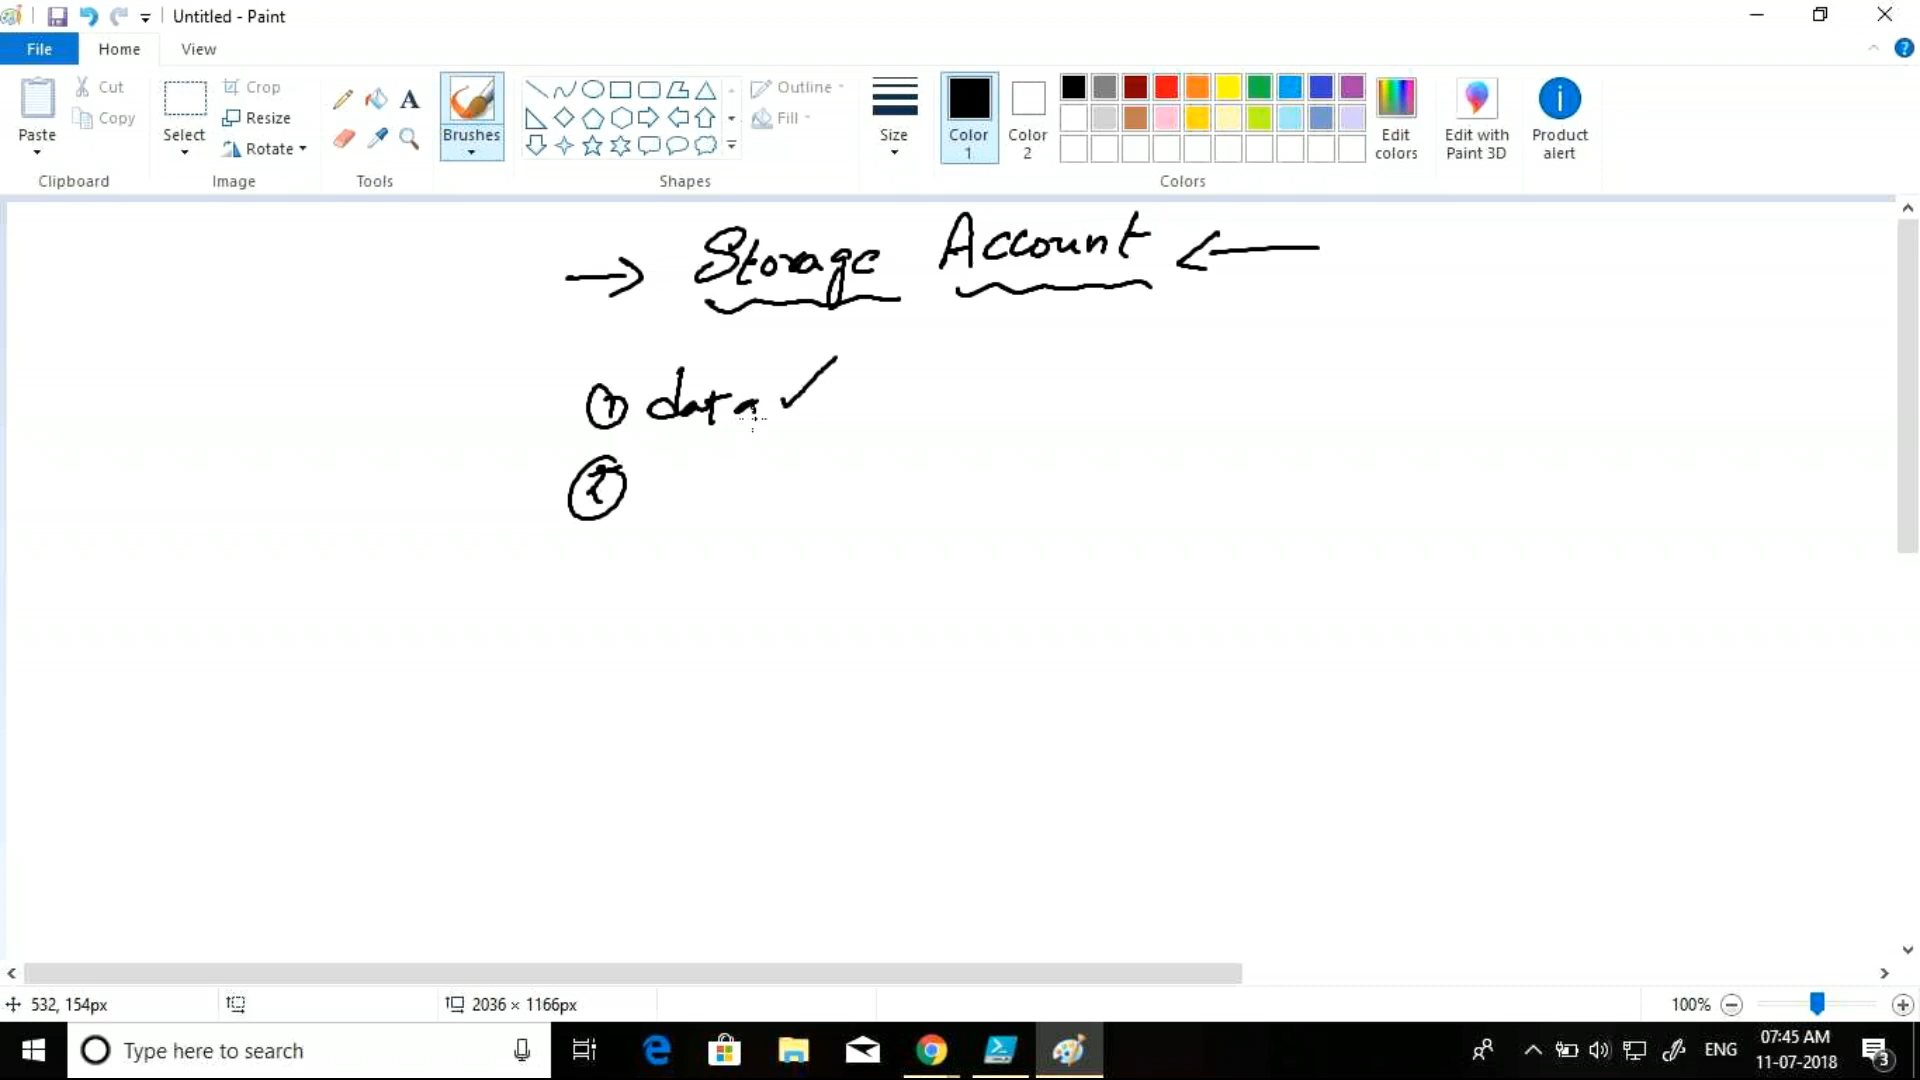 Untitled - Paint
File Home View
Paste
Cut
Copy
Clipboard
Select
Crop
Resize
Rotate
Image
Tools
Brushes
Shapes
Outline
Fill
Size
Color 1
Color 2
Colors
Edit colors
Edit with Paint 3D
Product alert
→ Storage Account ←
① data ✓
②
532, 154px
2036 × 1166px
100%
Type here to search
ENG
07:45 AM
11-07-2018
3